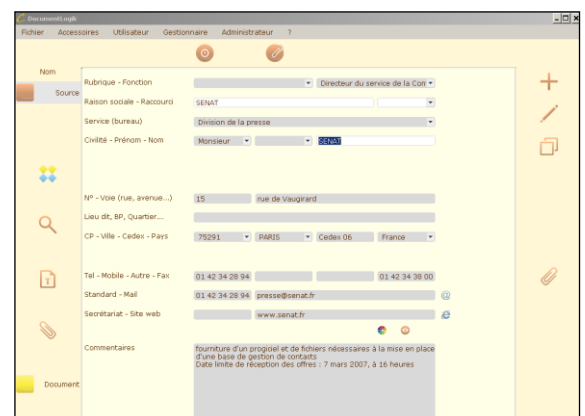 DocumentLogik
Fichier Accessoires Utilisateur Gestionnaire Administrateur ?
Nom
Source
Rubrique - Fonction Directeur du service de la Con
Raison sociale - Raccourci SENAT
Service (bureau) Division de la presse
Civilité - Prénom - Nom Monsieur SENAT
N° - Voie (rue, avenue...) 15 rue de Vaugirard
Lieu dit, BP, Quartier...
CP - Ville - Cedex - Pays 75291 PARIS Cedex 06 France
Tel - Mobile - Autre - Fax 01 42 34 28 94 01 42 34 38 00
Standard - Mail 01 42 34 28 94 presse@senat.fr @
Secrétariat - Site web www.senat.fr
Commentaires
fourniture d'un progiciel et de fichiers nécessaires à la mise en place
d'une base de gestion de contacts
Date limite de réception des offres : 7 mars 2007, à 16 heures
Document